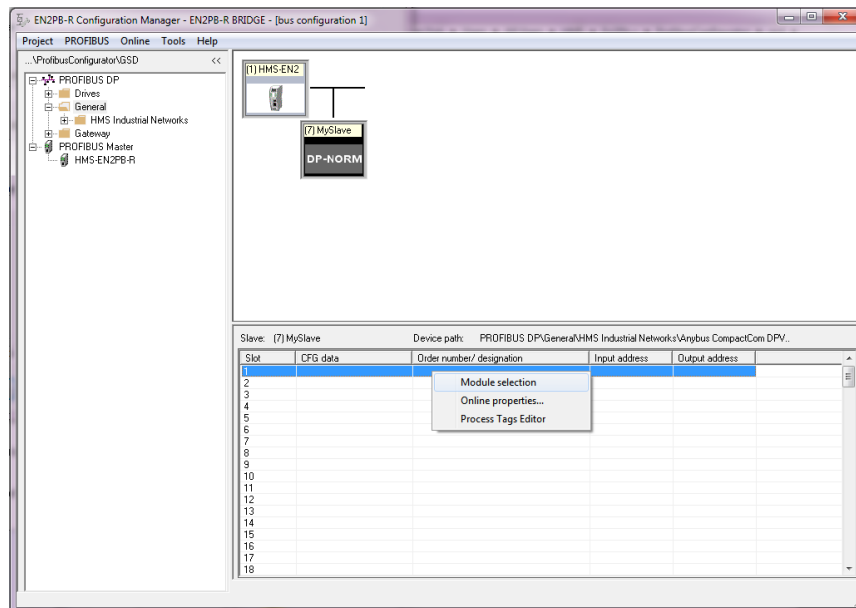 EN2PB-R Configuration Manager - EN2PB-R BRIDGE - [bus configuration 1]
Project PROFIBUS Online Tools Help
...\ProfibusConfigurator\GSD <<
PROFIBUS DP
Drives
General
HMS Industrial Networks
Gateway
PROFIBUS Master
HMS-EN2PB-R
(1) HMS-EN2
(7) MySlave
DP-NORM
Slave: (7) MySlave Device path: PROFIBUS DP\General\HMS Industrial Networks\Anybus CompactCom DPV..
Slot CFG data Order number/ designation Input address Output address
1
Module selection
2
3
Online properties...
4
5
Process Tags Editor
6
7
8
9
10
11
12
13
14
15
16
17
18